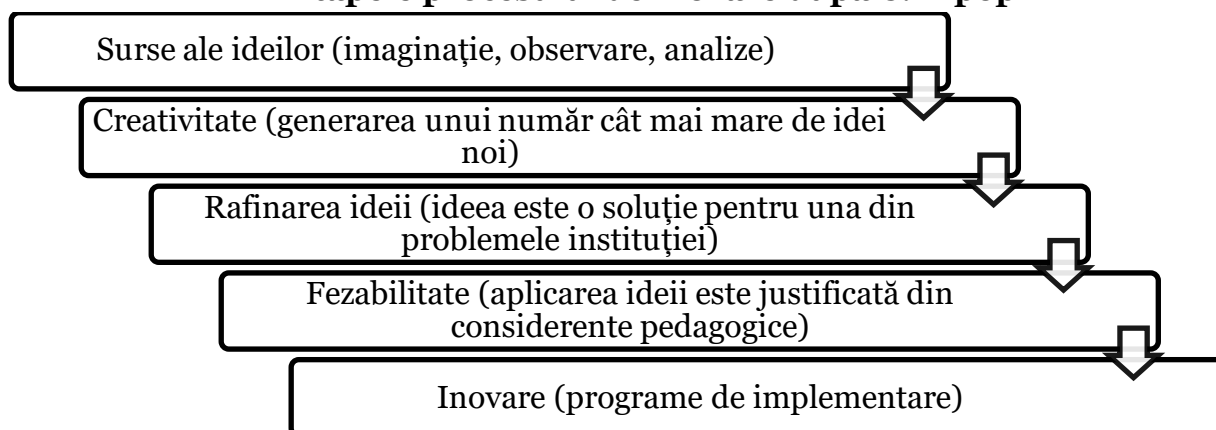 Surse ale ideilor (imaginație, observare, analize)
Creativitate (generarea unui număr cât mai mare de idei
noi)
Rafinarea ideii (ideea este o soluție pentru una din
problemele instituției)
Fezabilitate (aplicarea ideii este justificată din
considerente pedagogice)
Inovare (programe de implementare)